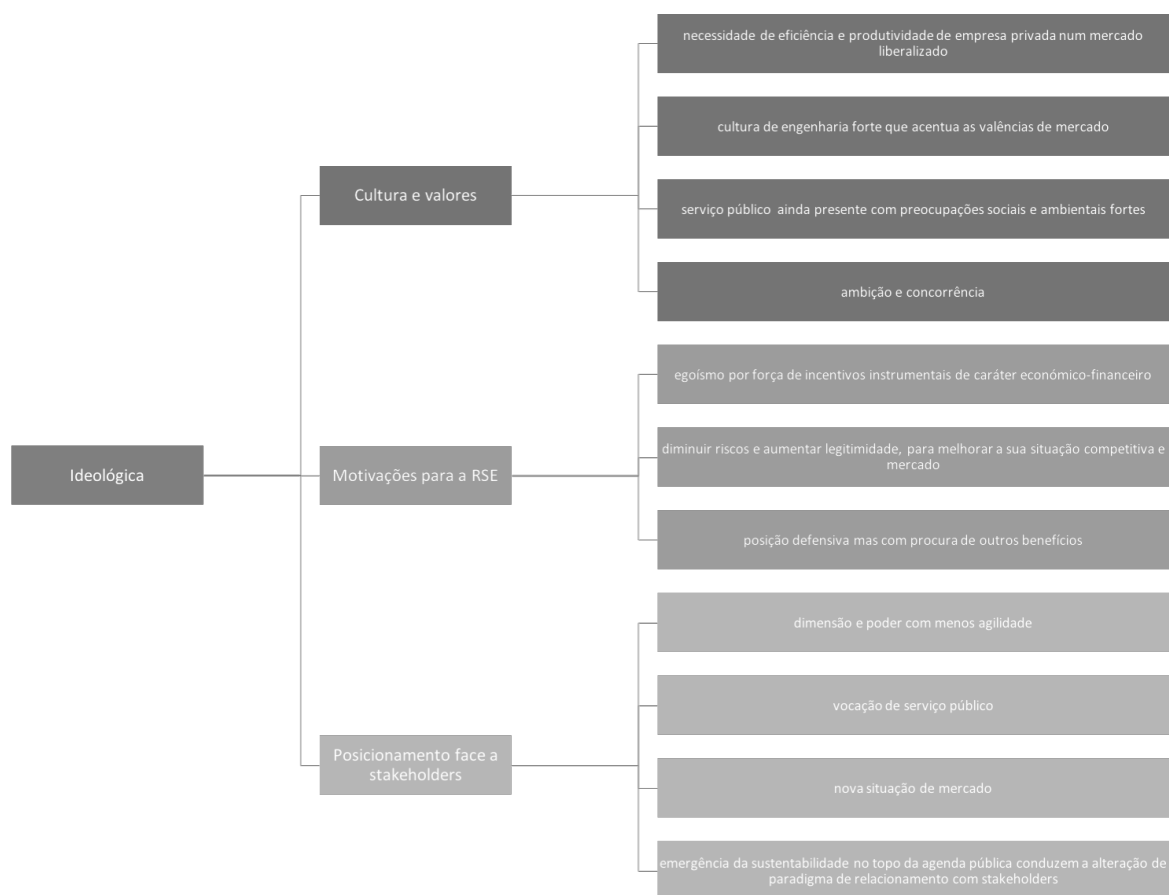 necessidade de eficiência e produtividade de empresa privada num mercado
liberalizado
cultura de engenharia forte que acentua as valências de mercado
Cultura e valores
serviço público ainda presente com preocupações sociais e ambientais fortes
ambição e concorrência
egoísmo por força de incentivos instrumentais de caráter económico-financeiro
Ideológica
Motivações para a RSE
diminuir riscos e aumentar legitimidade, para melhorar a sua situação competitiva e
mercado
posição defensiva mas com procura de outros benefícios
dimensão e poder com menos agilidade
vocação de serviço público
Posicionamento face a
stakeholders
nova situação de mercado
emergência da sustentabilidade no topo da agenda pública conduzem a alteração de
paradigma de relacionamento com stakeholders